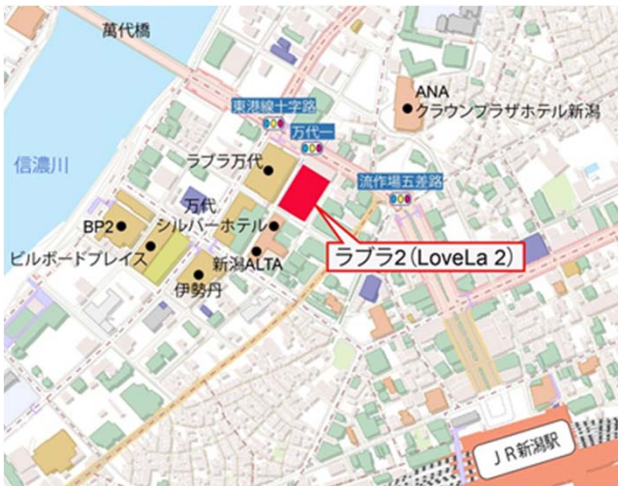 萬代橋
ANA
クラウンプラザホテル新潟
東港線十字路
万代一
ラブラ万代
信濃川
流作場五差路
万代
シルバーホテル
BP2
ビルボードプレイス
新潟ALTA
伊勢丹
ラブラ2(LoveLa 2)
JR新潟駅